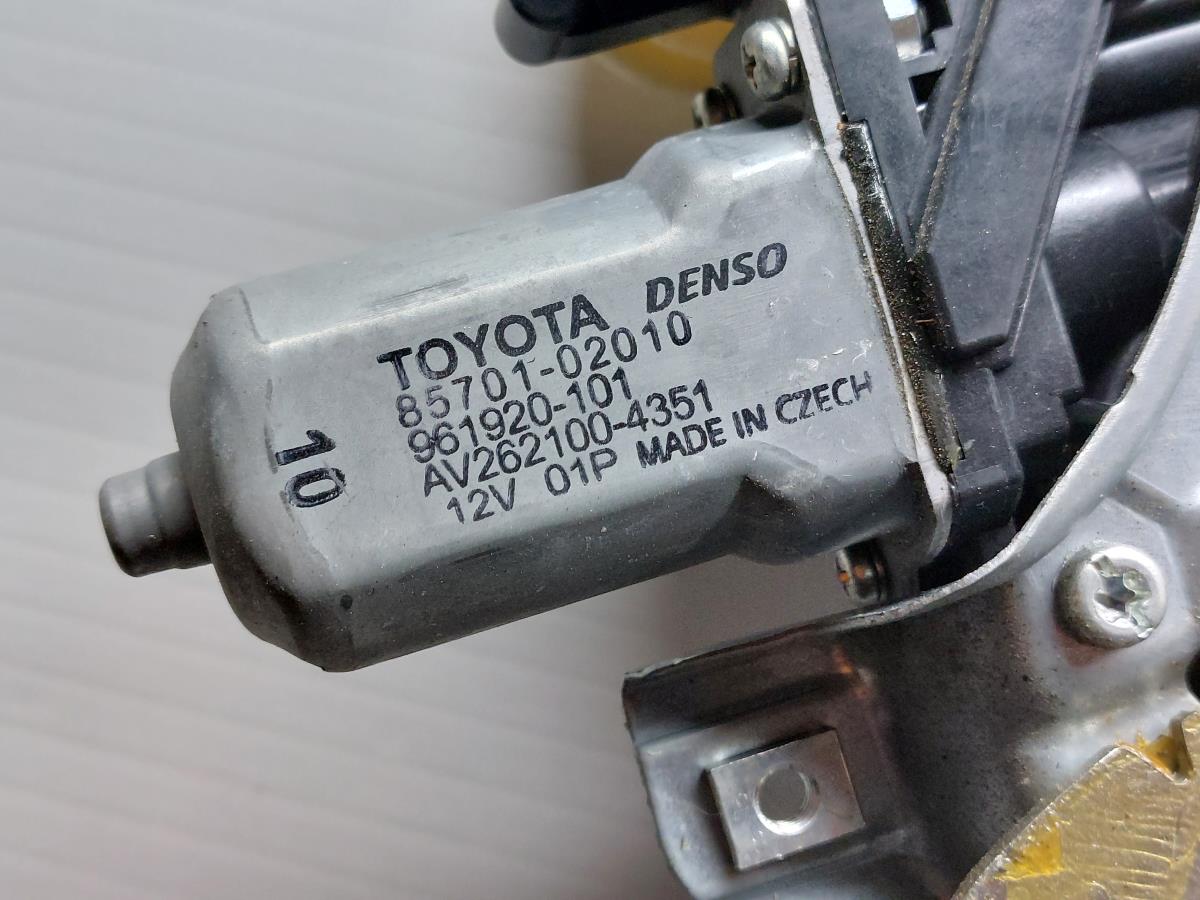 TOYOTA DENSO
85701-02010
961920-101
AV262100-4351
12V 01P MADE IN CZECH
10